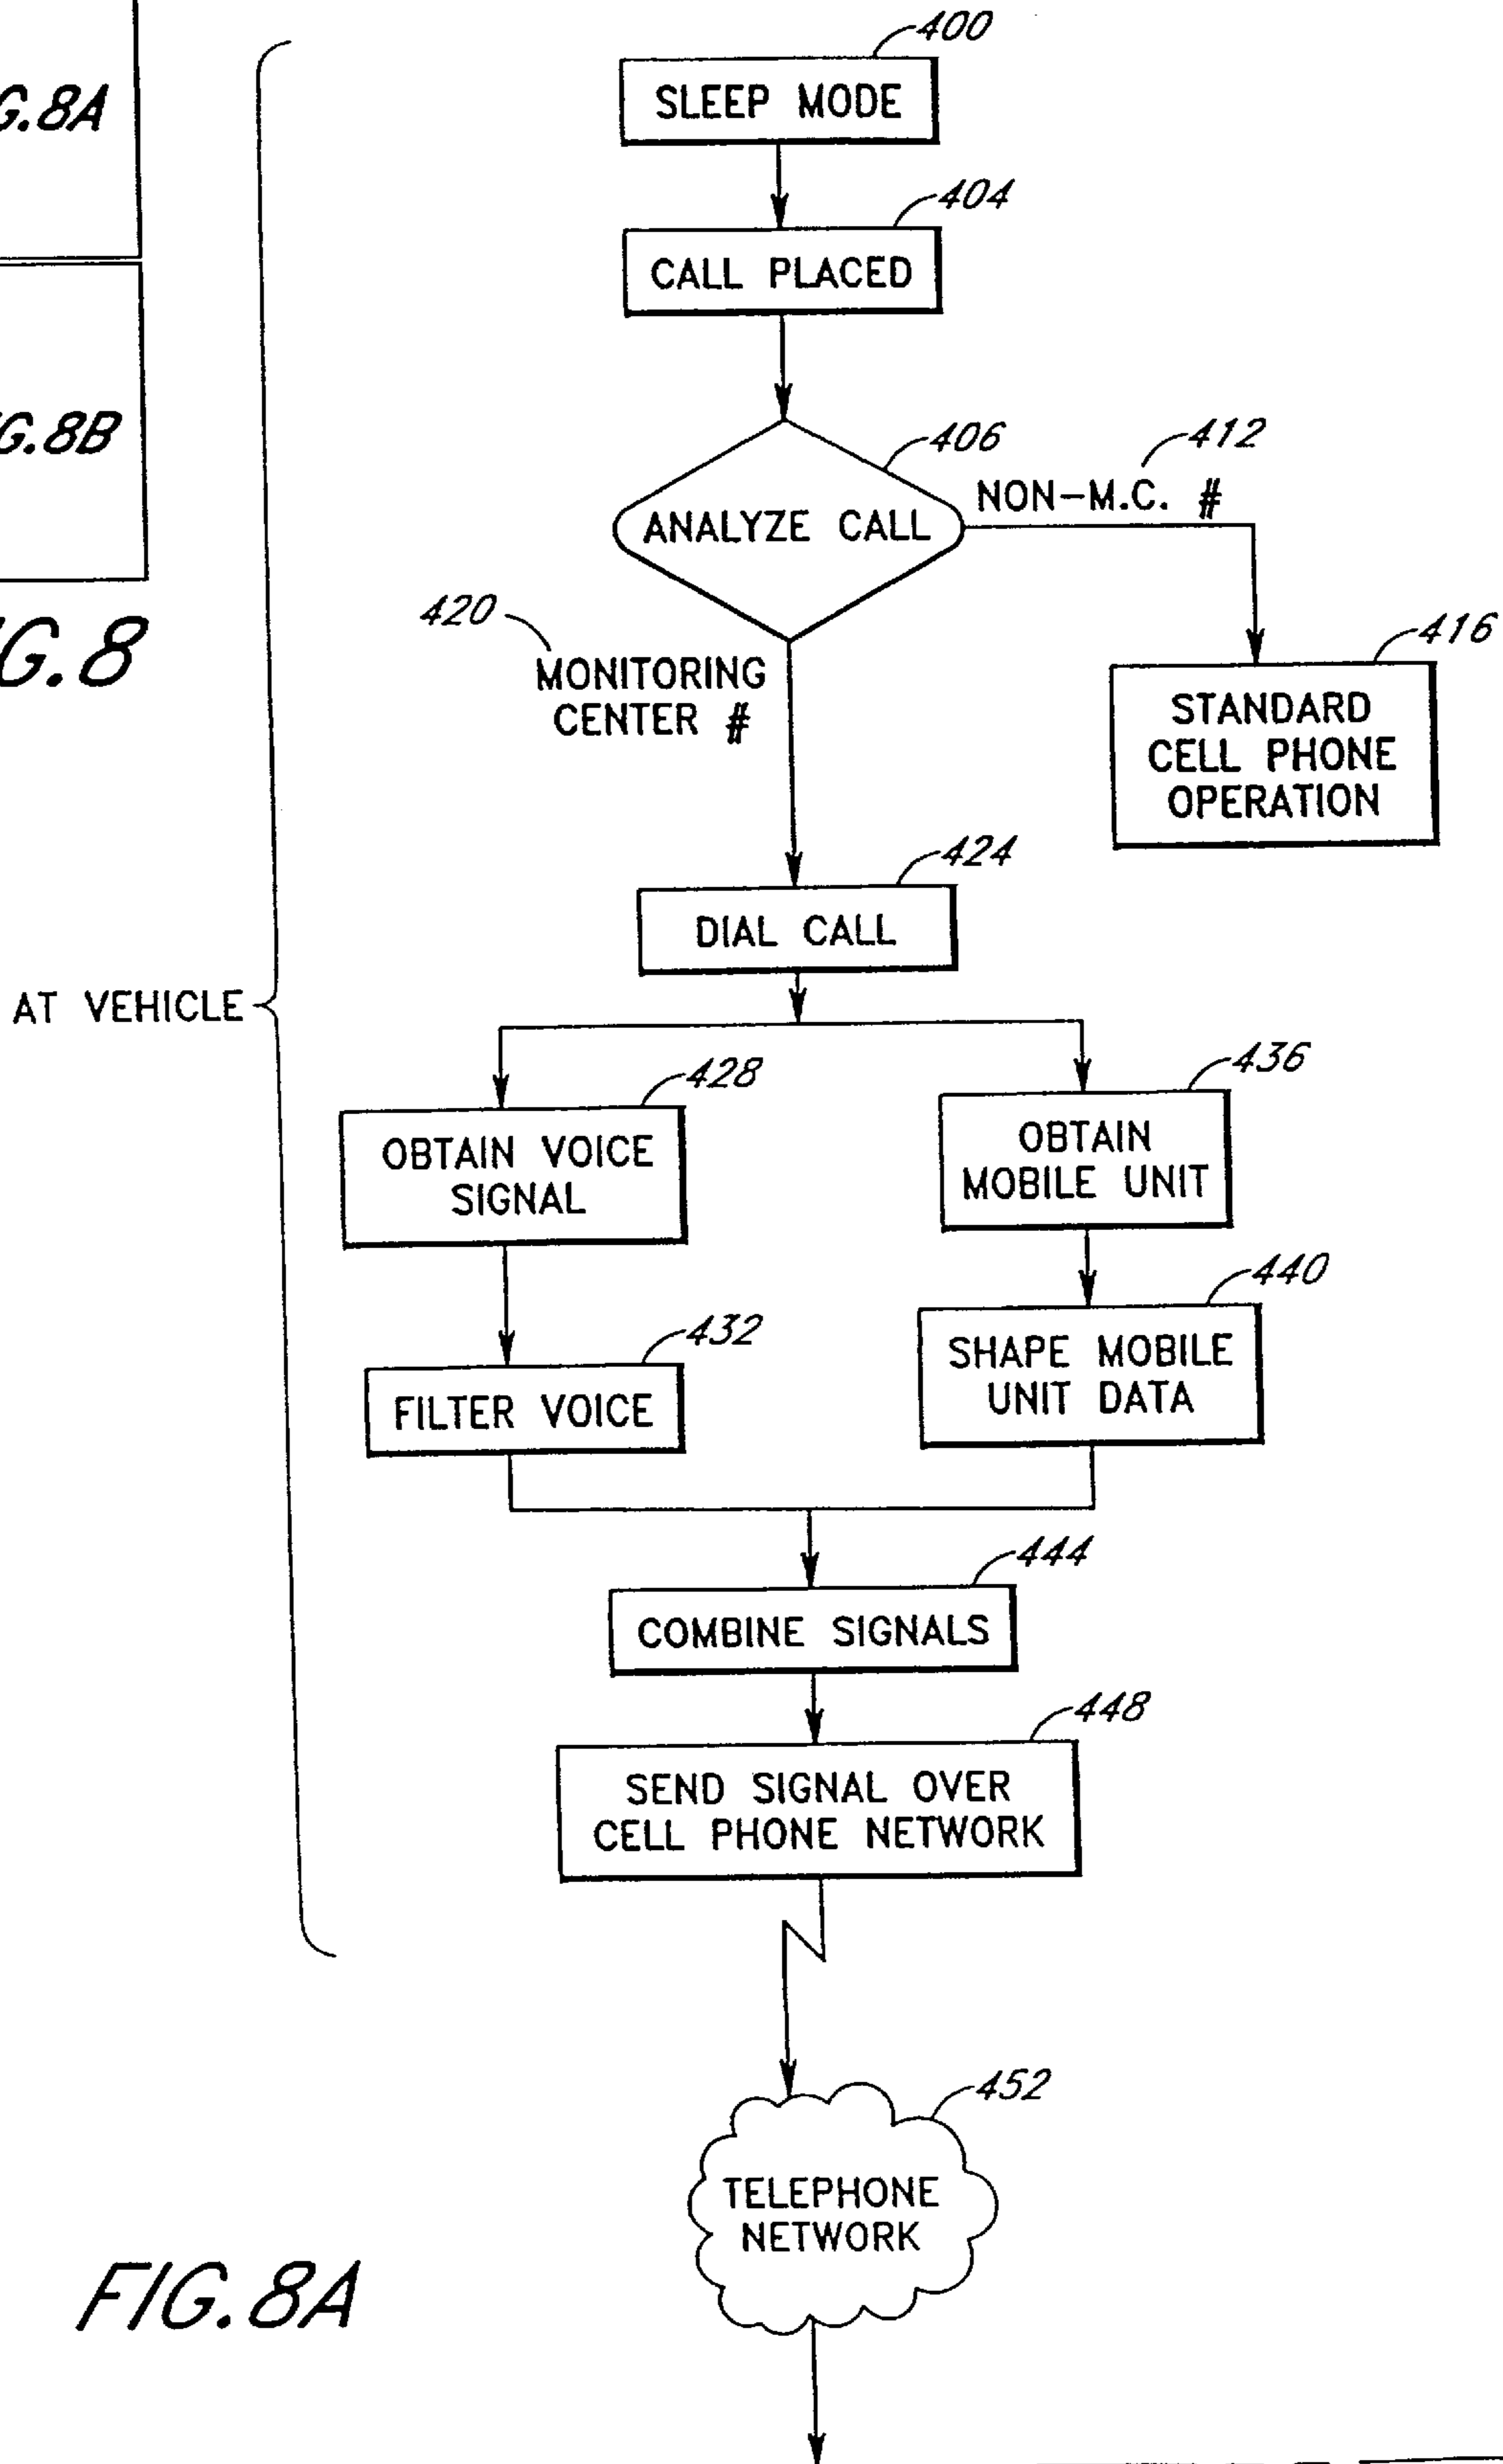 400
SLEEP MODE
404
CALL PLACED
G.8A
406
412
NON-M.C. #
ANALYZE CALL
G.8B
420
MONITORING
CENTER #
416
STANDARD
CELL PHONE
OPERATION
G.8
424
DIAL CALL
AT VEHICLE
428
OBTAIN VOICE
SIGNAL
436
OBTAIN
MOBILE UNIT
432
FILTER VOICE
440
SHAPE MOBILE
UNIT DATA
444
COMBINE SIGNALS
448
SEND SIGNAL OVER
CELL PHONE NETWORK
452
TELEPHONE
NETWORK
FIG.8A